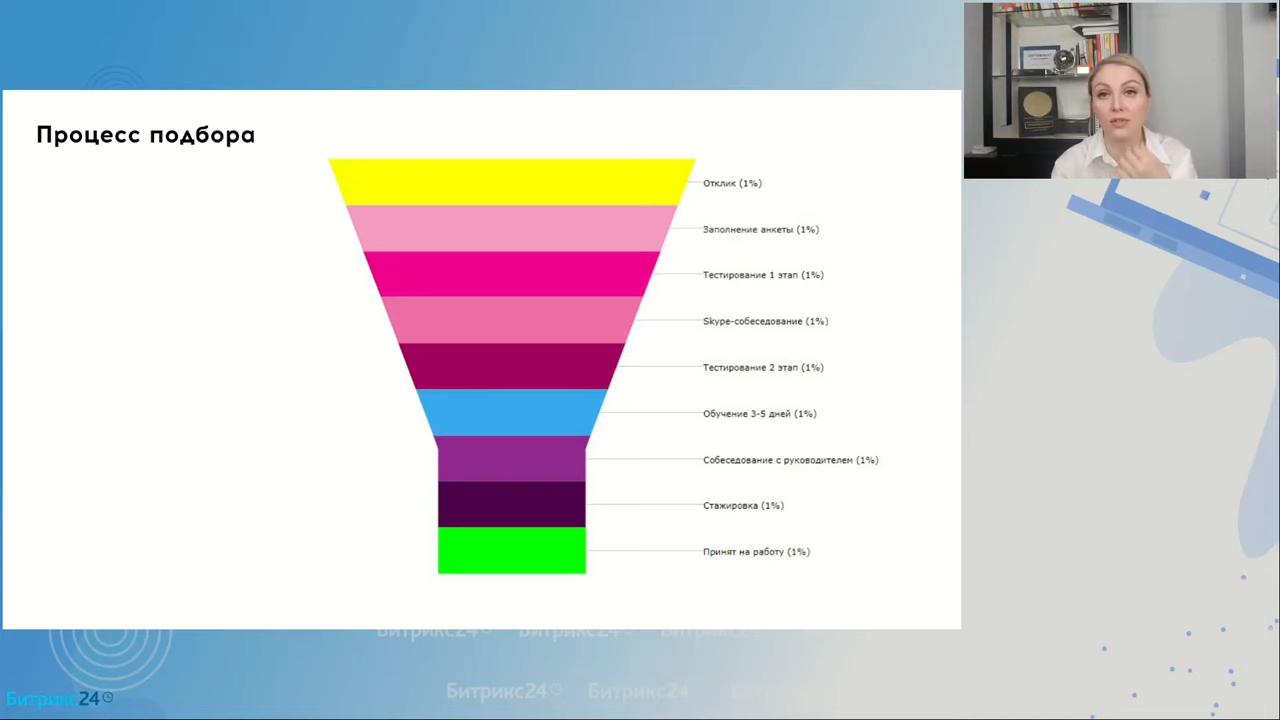 Процесс подбора
Отклик (1%)
Заполнение анкеты (1%)
Тестирование 1 этап (1%)
Skype-собеседование (1%)
Тестирование 2 этап (1%)
Обучение 3-5 дней (1%)
Собеседование с руководителем (1%)
Стажировка (1%)
Принят на работу (1%)
Битрикс24 Битрикс24
Битрикс24 Битрикс24
Битрикс24